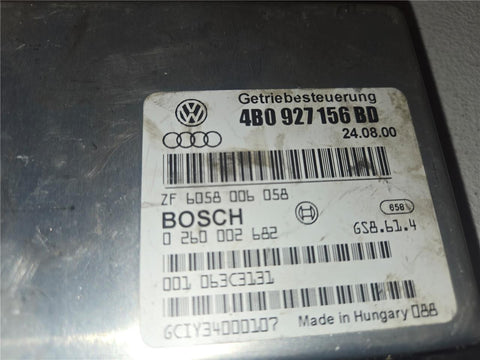 Getriebesteuerung
4B0 927 156 BD
24.08.00
ZF 6058 006 058
BOSCH
658
0 260 002 682 GS8.61.4
001 063C3131
GCIY34000107 Made in Hungary 088